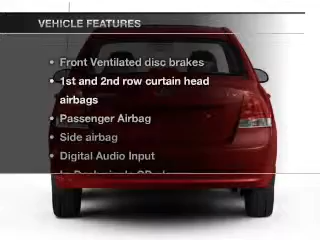 VEHICLE FEATURES
• Front Ventilated disc brakes
• 1st and 2nd row curtain head
airbags
• Passenger Airbag
• Side airbag
• Digital Audio Input